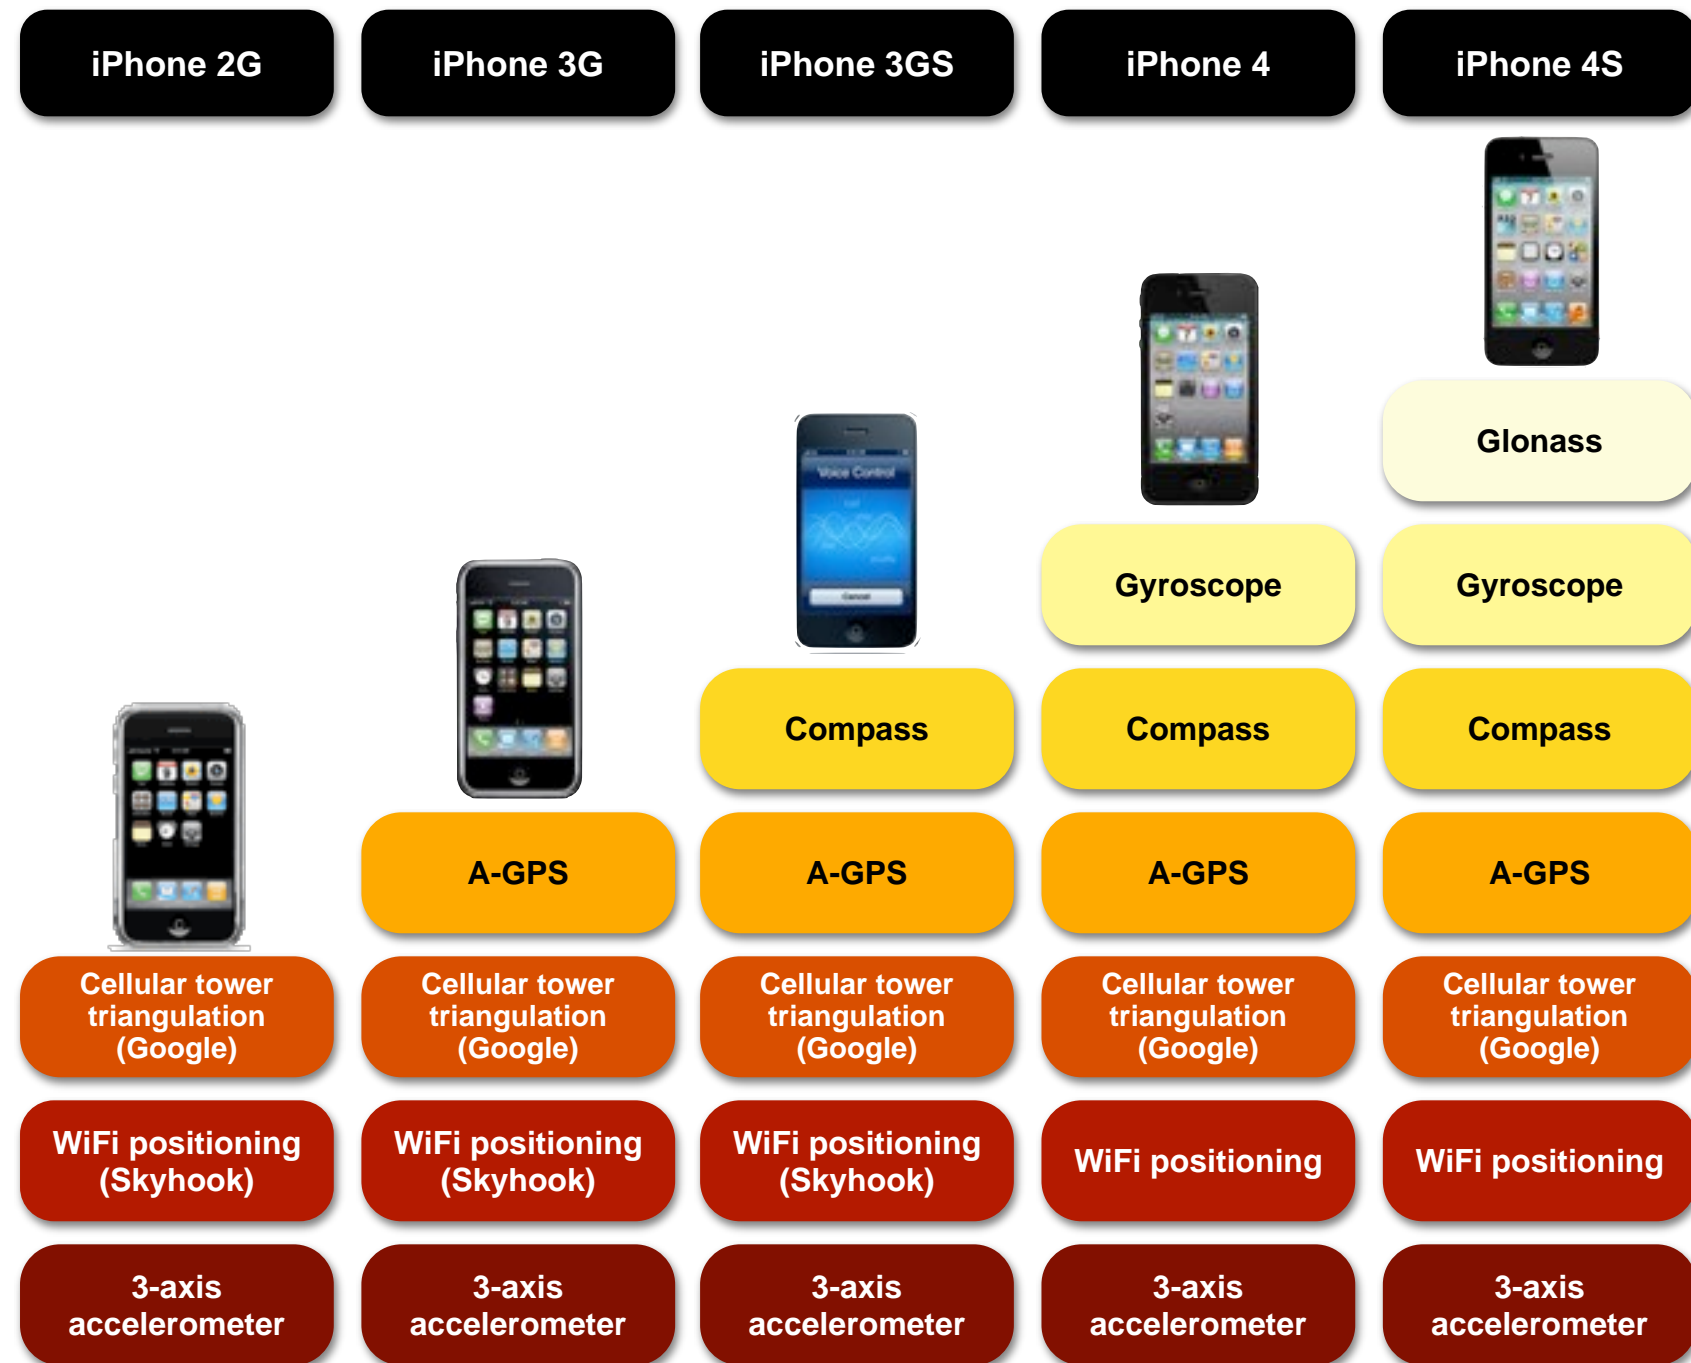 iPhone 2G
iPhone 3G
iPhone 3GS
iPhone 4
iPhone 4S
Voice Control
Cancel
Glonass
Gyroscope
Gyroscope
Compass
Compass
Compass
A-GPS
A-GPS
A-GPS
A-GPS
Cellular tower
triangulation
(Google)
Cellular tower
triangulation
(Google)
Cellular tower
triangulation
(Google)
Cellular tower
triangulation
(Google)
Cellular tower
triangulation
(Google)
WiFi positioning
(Skyhook)
WiFi positioning
(Skyhook)
WiFi positioning
(Skyhook)
WiFi positioning
WiFi positioning
3-axis
accelerometer
3-axis
accelerometer
3-axis
accelerometer
3-axis
accelerometer
3-axis
accelerometer